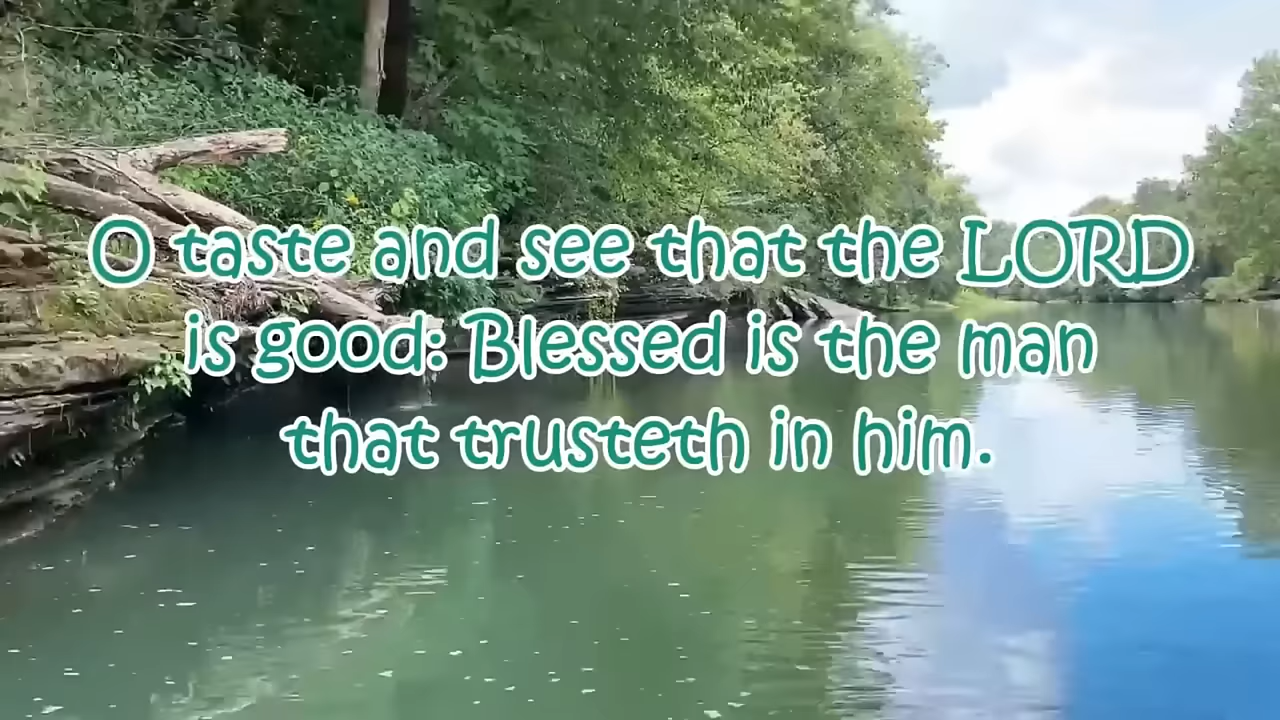 O taste and see that the LORD
is good: Blessed is the man
that trusteth in him.